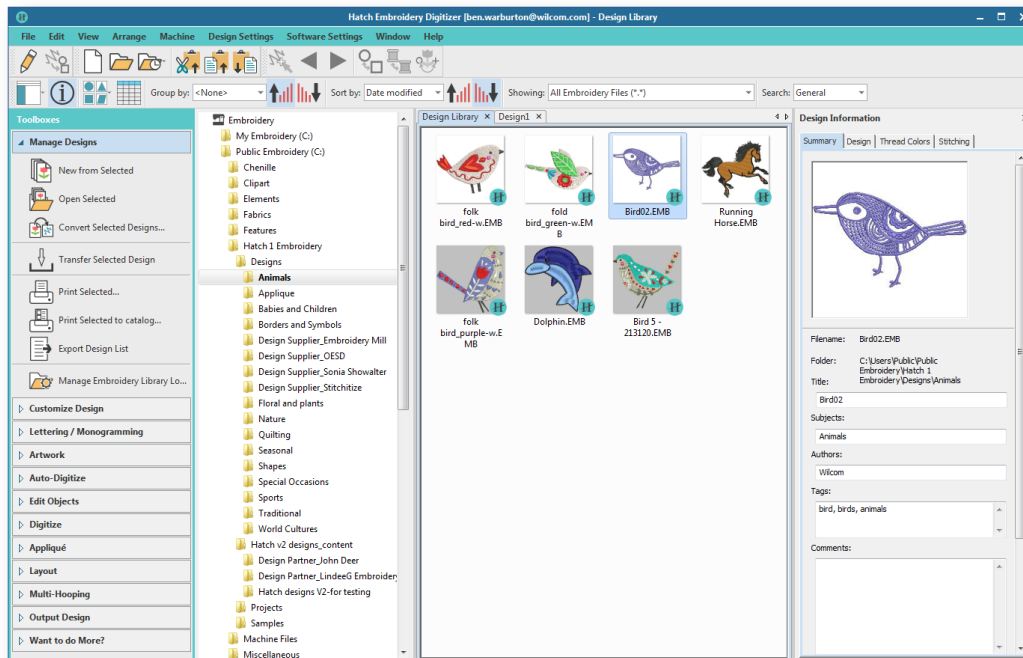 Hatch Embroidery Digitizer [ben.warburton@wilcom.com] - Design Library
File Edit View Arrange Machine Design Settings Software Settings Window Help
Group by: <None> Sort by: Date modified Showing: All Embroidery Files (*.*) Search: General
Toolboxes
Manage Designs
New from Selected
Open Selected
Convert Selected Designs...
Transfer Selected Design
Print Selected...
Print Selected to catalog...
Export Design List
Manage Embroidery Library Lo...
Customize Design
Lettering / Monogramming
Artwork
Auto-Digitize
Edit Objects
Digitize
Appliqué
Layout
Multi-Hooping
Output Design
Want to do More?
Embroidery
My Embroidery (C:)
Public Embroidery (C:)
Chenille
Clipart
Elements
Fabrics
Features
Hatch 1 Embroidery
Designs
Animals
Applique
Babies and Children
Borders and Symbols
Design Supplier_Embroidery Mill
Design Supplier_OESD
Design Supplier_Sonia Showalter
Design Supplier_Stitchitize
Floral and plants
Nature
Quilting
Seasonal
Shapes
Special Occasions
Sports
Traditional
World Cultures
Hatch v2 designs_content
Design Partner_John Deer
Design Partner_LindeeG Embroidery
Hatch designs V2-for testing
Projects
Samples
Machine Files
Miscellaneous
Design Library Design1
folk
bird_red-w.EMB
fold
bird_green-w.EM
B
Bird02.EMB
Running
Horse.EMB
folk
bird_purple-w.E
MB
Dolphin.EMB
Bird 5 -
213120.EMB
Design Information
Summary Design Thread Colors Stitching
Filename: Bird02.EMB
Folder: C:\Users\Public\Public
Embroidery\Hatch 1
Embroidery\Designs\Animals
Title:
Bird02
Subjects:
Animals
Authors:
Wilcom
Tags:
bird, birds, animals
Comments: